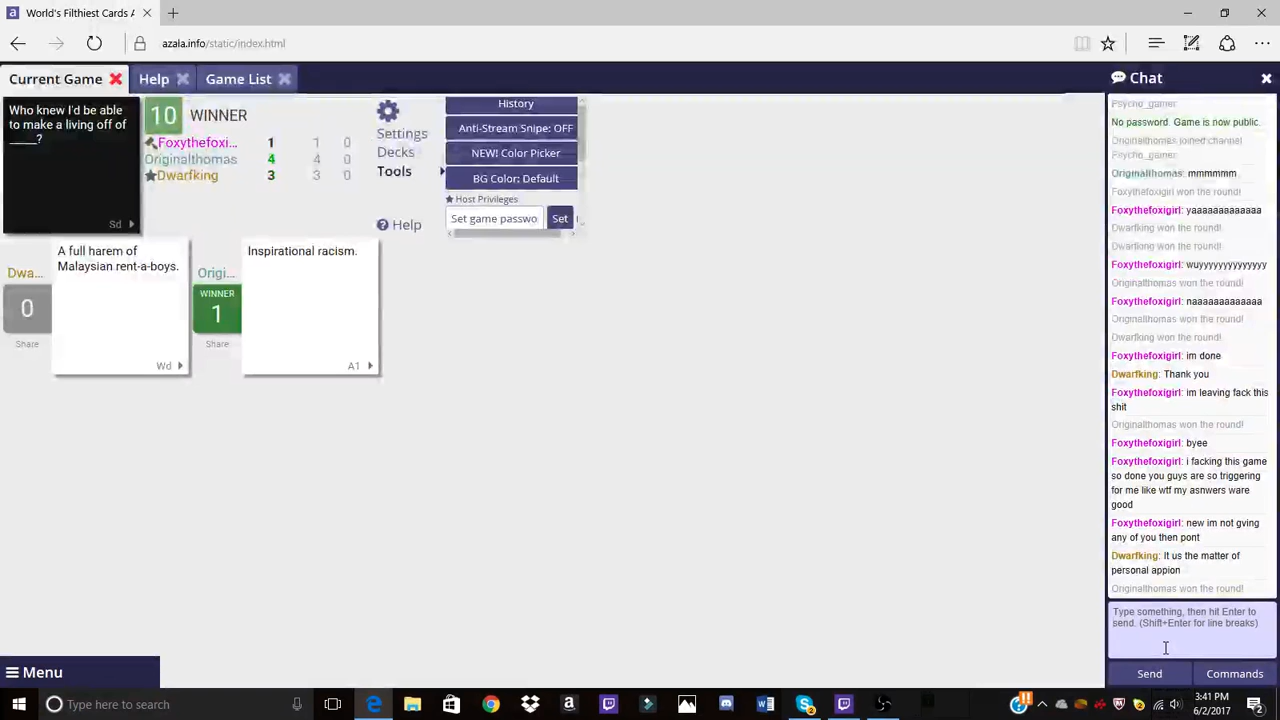 World's Filthiest Cards A
azala.info/static/index.html
Current Game
Help
Game List
Chat
Who knew I'd be able
to make a living off of
_____?
Sd
10 WINNER
Foxythefoxi... 1 1 0
Originalthomas 4 4 0
Dwarfking 3 3 0
Settings
Decks
Tools
Help
History
Anti-Stream Snipe: OFF
NEW! Color Picker
BG Color: Default
Host Privileges
Set game passwo Set
Dwa...
0
Share
A full harem of
Malaysian rent-a-boys.
Wd
Origi...
WINNER
1
Share
Inspirational racism.
A1
Psycho_gamer
No password. Game is now public.
Originalthomas joined channel
Psycho_gamer
Originalthomas: mmmmmm
Foxythefoxigirl won the round!
Foxythefoxigirl: yaaaaaaaaaaaaa
Dwarfking won the round!
Dwarfking won the round!
Foxythefoxigirl: wuyyyyyyyyyyyyy
Originalthomas won the round!
Foxythefoxigirl: naaaaaaaaaaaaa
Originalthomas won the round!
Dwarfking won the round!
Foxythefoxigirl: im done
Dwarfking: Thank you
Foxythefoxigirl: im leaving fack this
shit
Originalthomas won the round!
Foxythefoxigirl: byee
Foxythefoxigirl: i facking this game
so done you guys are so triggering
for me like wtf my asnwers ware
good
Foxythefoxigirl: new im not gving
any of you then pont
Dwarfking: It us the matter of
personal appion
Originalthomas won the round!
Type something, then hit Enter to
send. (Shift+Enter for line breaks)
Send
Commands
Menu
Type here to search
3:41 PM
6/2/2017